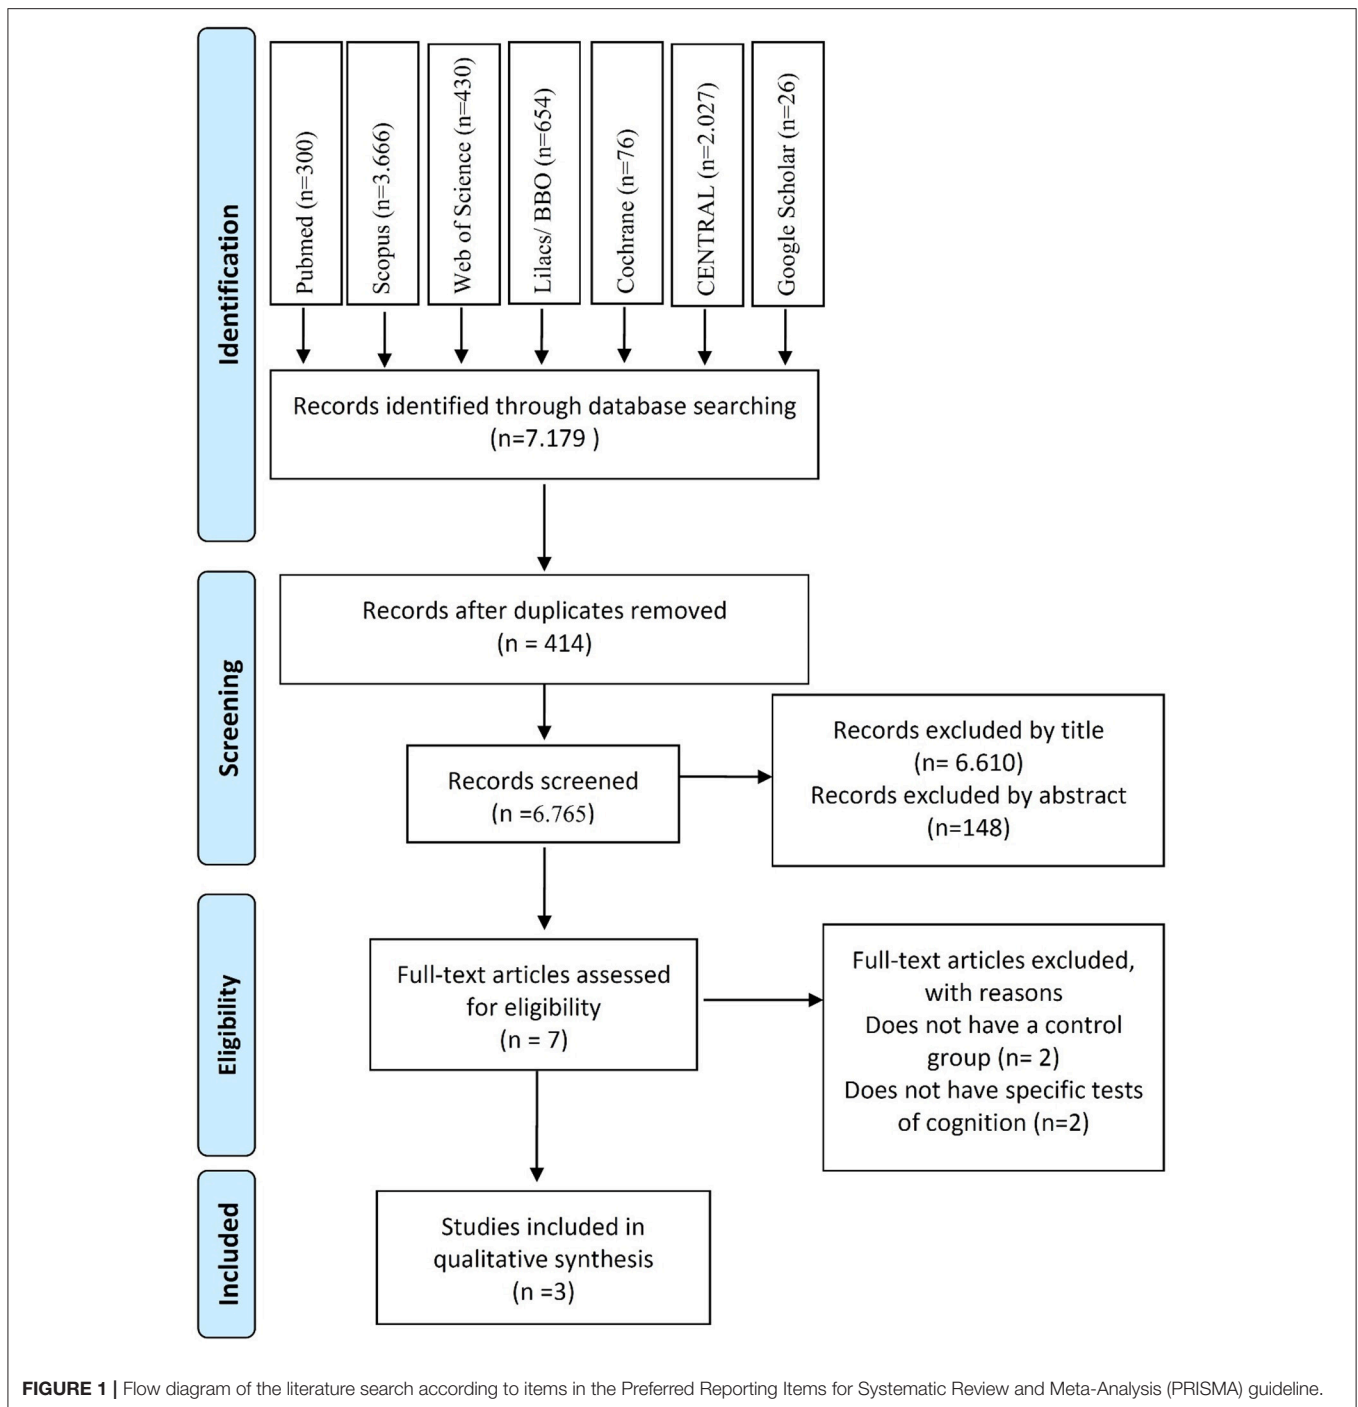 Identification
Pubmed (n=300)
Scopus (n=3.666)
Web of Science (n=430)
Lilacs/ BBO (n=654)
Cochrane (n=76)
CENTRAL (n=2.027)
Google Scholar (n=26)
Records identified through database searching
(n=7.179 )
Screening
Records after duplicates removed
(n = 414)
Records screened
(n =6.765)
Records excluded by title
(n= 6.610)
Records excluded by abstract
(n=148)
Eligibility
Full-text articles assessed
for eligibility
(n = 7)
Full-text articles excluded,
with reasons
Does not have a control
group (n= 2)
Does not have specific tests
of cognition (n=2)
Included
Studies included in
qualitative synthesis
(n =3)
FIGURE 1 | Flow diagram of the literature search according to items in the Preferred Reporting Items for Systematic Review and Meta-Analysis (PRISMA) guideline.